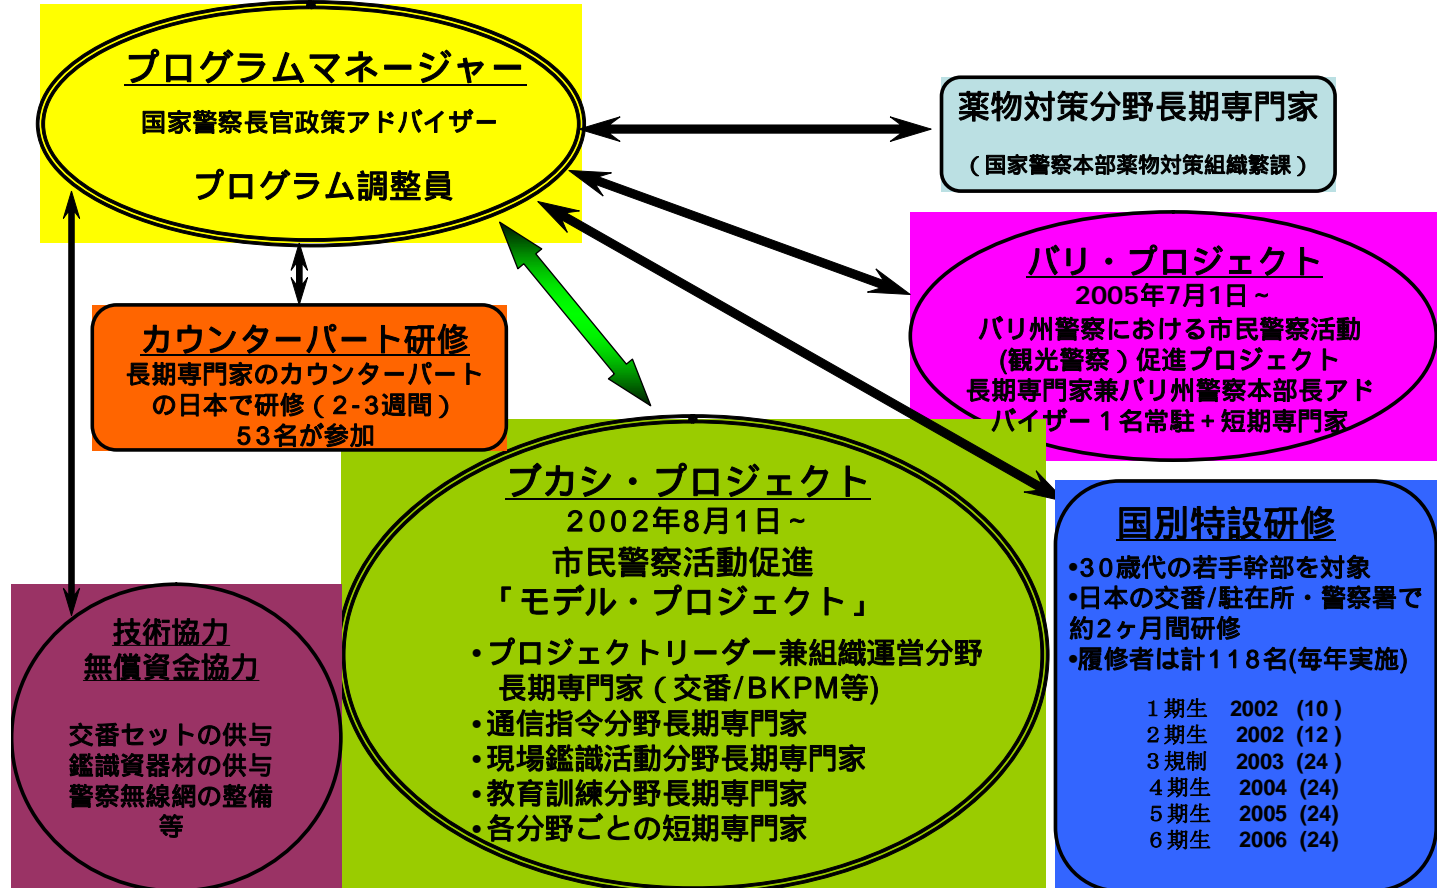 プログラムマネージャー
国家警察長官政策アドバイザー
プログラム調整員
薬物対策分野長期専門家
（国家警察本部薬物対策組織繋課）
バリ・プロジェクト
2005年7月1日~
バリ州警察における市民警察活動
(観光警察）促進プロジェクト
長期専門家兼バリ州警察本部長アド
バイザー１名常駐＋短期専門家
カウンターパート研修
長期専門家のカウンターパート
の日本で研修（2-3週間）
53名が参加
ブカシ・プロジェクト
2002年8月1日~
市民警察活動促進
「モデル・プロジェクト」
•プロジェクトリーダー兼組織運営分野
長期専門家（交番/BKPM等)
•通信指令分野長期専門家
•現場鑑識活動分野長期専門家
•教育訓練分野長期専門家
•各分野ごとの短期専門家
国別特設研修
•30歳代の若手幹部を対象
•日本の交番/駐在所・警察署で
約2ヶ月間研修
•履修者は計118名(毎年実施)
１期生 2002 (10 )
２期生 2002 (12 )
３規制 2003 (24 )
４期生 2004 (24)
５期生 2005 (24)
６期生 2006 (24)
技術協力
無償資金協力
交番セットの供与
鑑識資器材の供与
警察無線網の整備
等